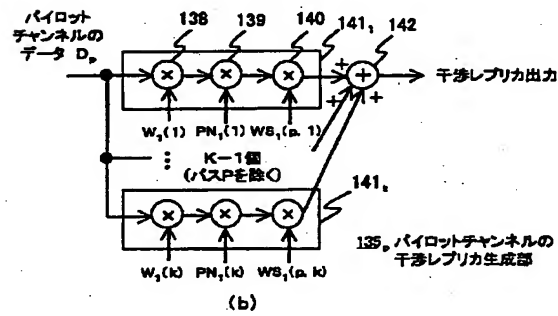 パイロット
チャンネルの
データ Dₚ
138
139
140
141₁
142
+
+
+
+
× × ×
干渉レプリカ出力
W₁(1) PN₁(1) WS₁(p. 1)
⋮ K-1個
(パスPを除く)
141ₖ
× × ×
W₁(k) PN₁(k) WS₁(p. k)
135ₚ パイロットチャンネルの
干渉レプリカ生成部
(b)